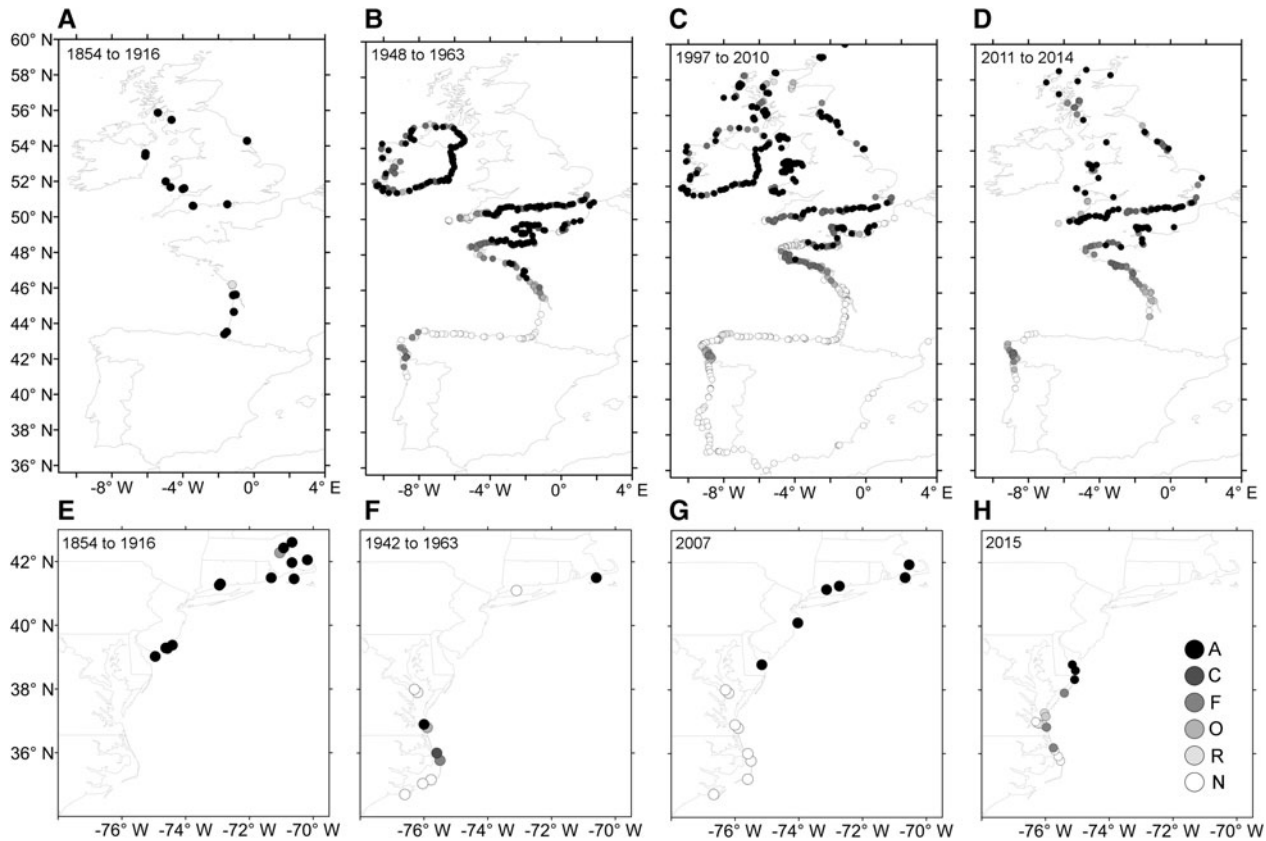 A
B
C
D
1854 to 1916
1948 to 1963
1997 to 2010
2011 to 2014
60° N
58° N
56° N
54° N
52° N
50° N
48° N
46° N
44° N
42° N
40° N
38° N
36° N
-8° W -4° W 0° 4° E
-8° W -4° W 0° 4° E
-8° W -4° W 0° 4° E
-8° W -4° W 0° 4° E
E
F
G
H
1854 to 1916
1942 to 1963
2007
2015
42° N
40° N
38° N
36° N
A
C
F
O
R
N
-76° W -74° W -72° W -70° W
-76° W -74° W -72° W -70° W
-76° W -74° W -72° W -70° W
-76° W -74° W -72° W -70° W